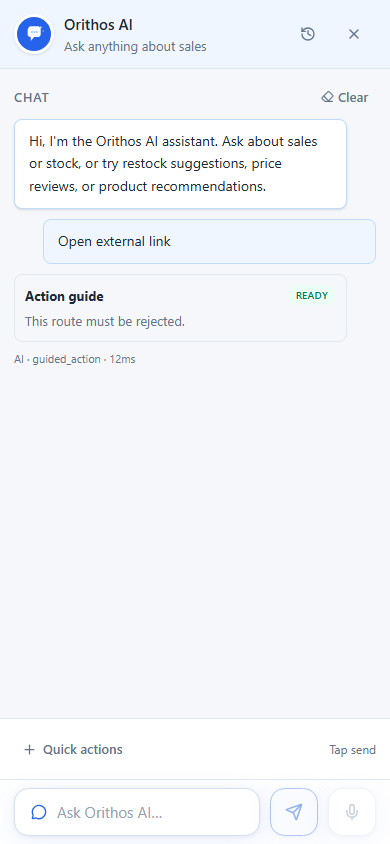 Orithos AI
Ask anything about sales
CHAT
Clear
Hi, I'm the Orithos AI assistant. Ask about sales
or stock, or try restock suggestions, price
reviews, or product recommendations.
Open external link
Action guide
READY
This route must be rejected.
AI · guided_action · 12ms
Quick actions
Tap send
Ask Orithos AI...